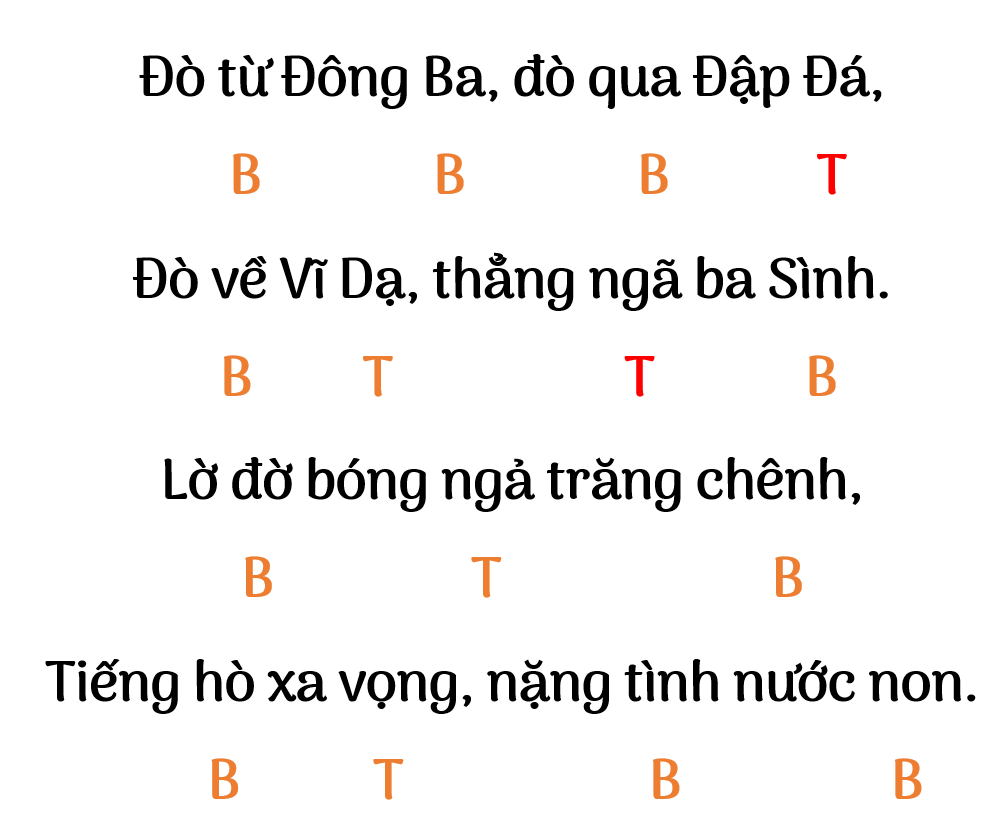 Đò từ Đông Ba, đò qua Đập Đá,
B B B T
Đò về Vĩ Dạ, thẳng ngã ba Sình.
B T T B
Lờ đờ bóng ngả trăng chênh,
B T B
Tiếng hò xa vọng, nặng tình nước non.
B T B B